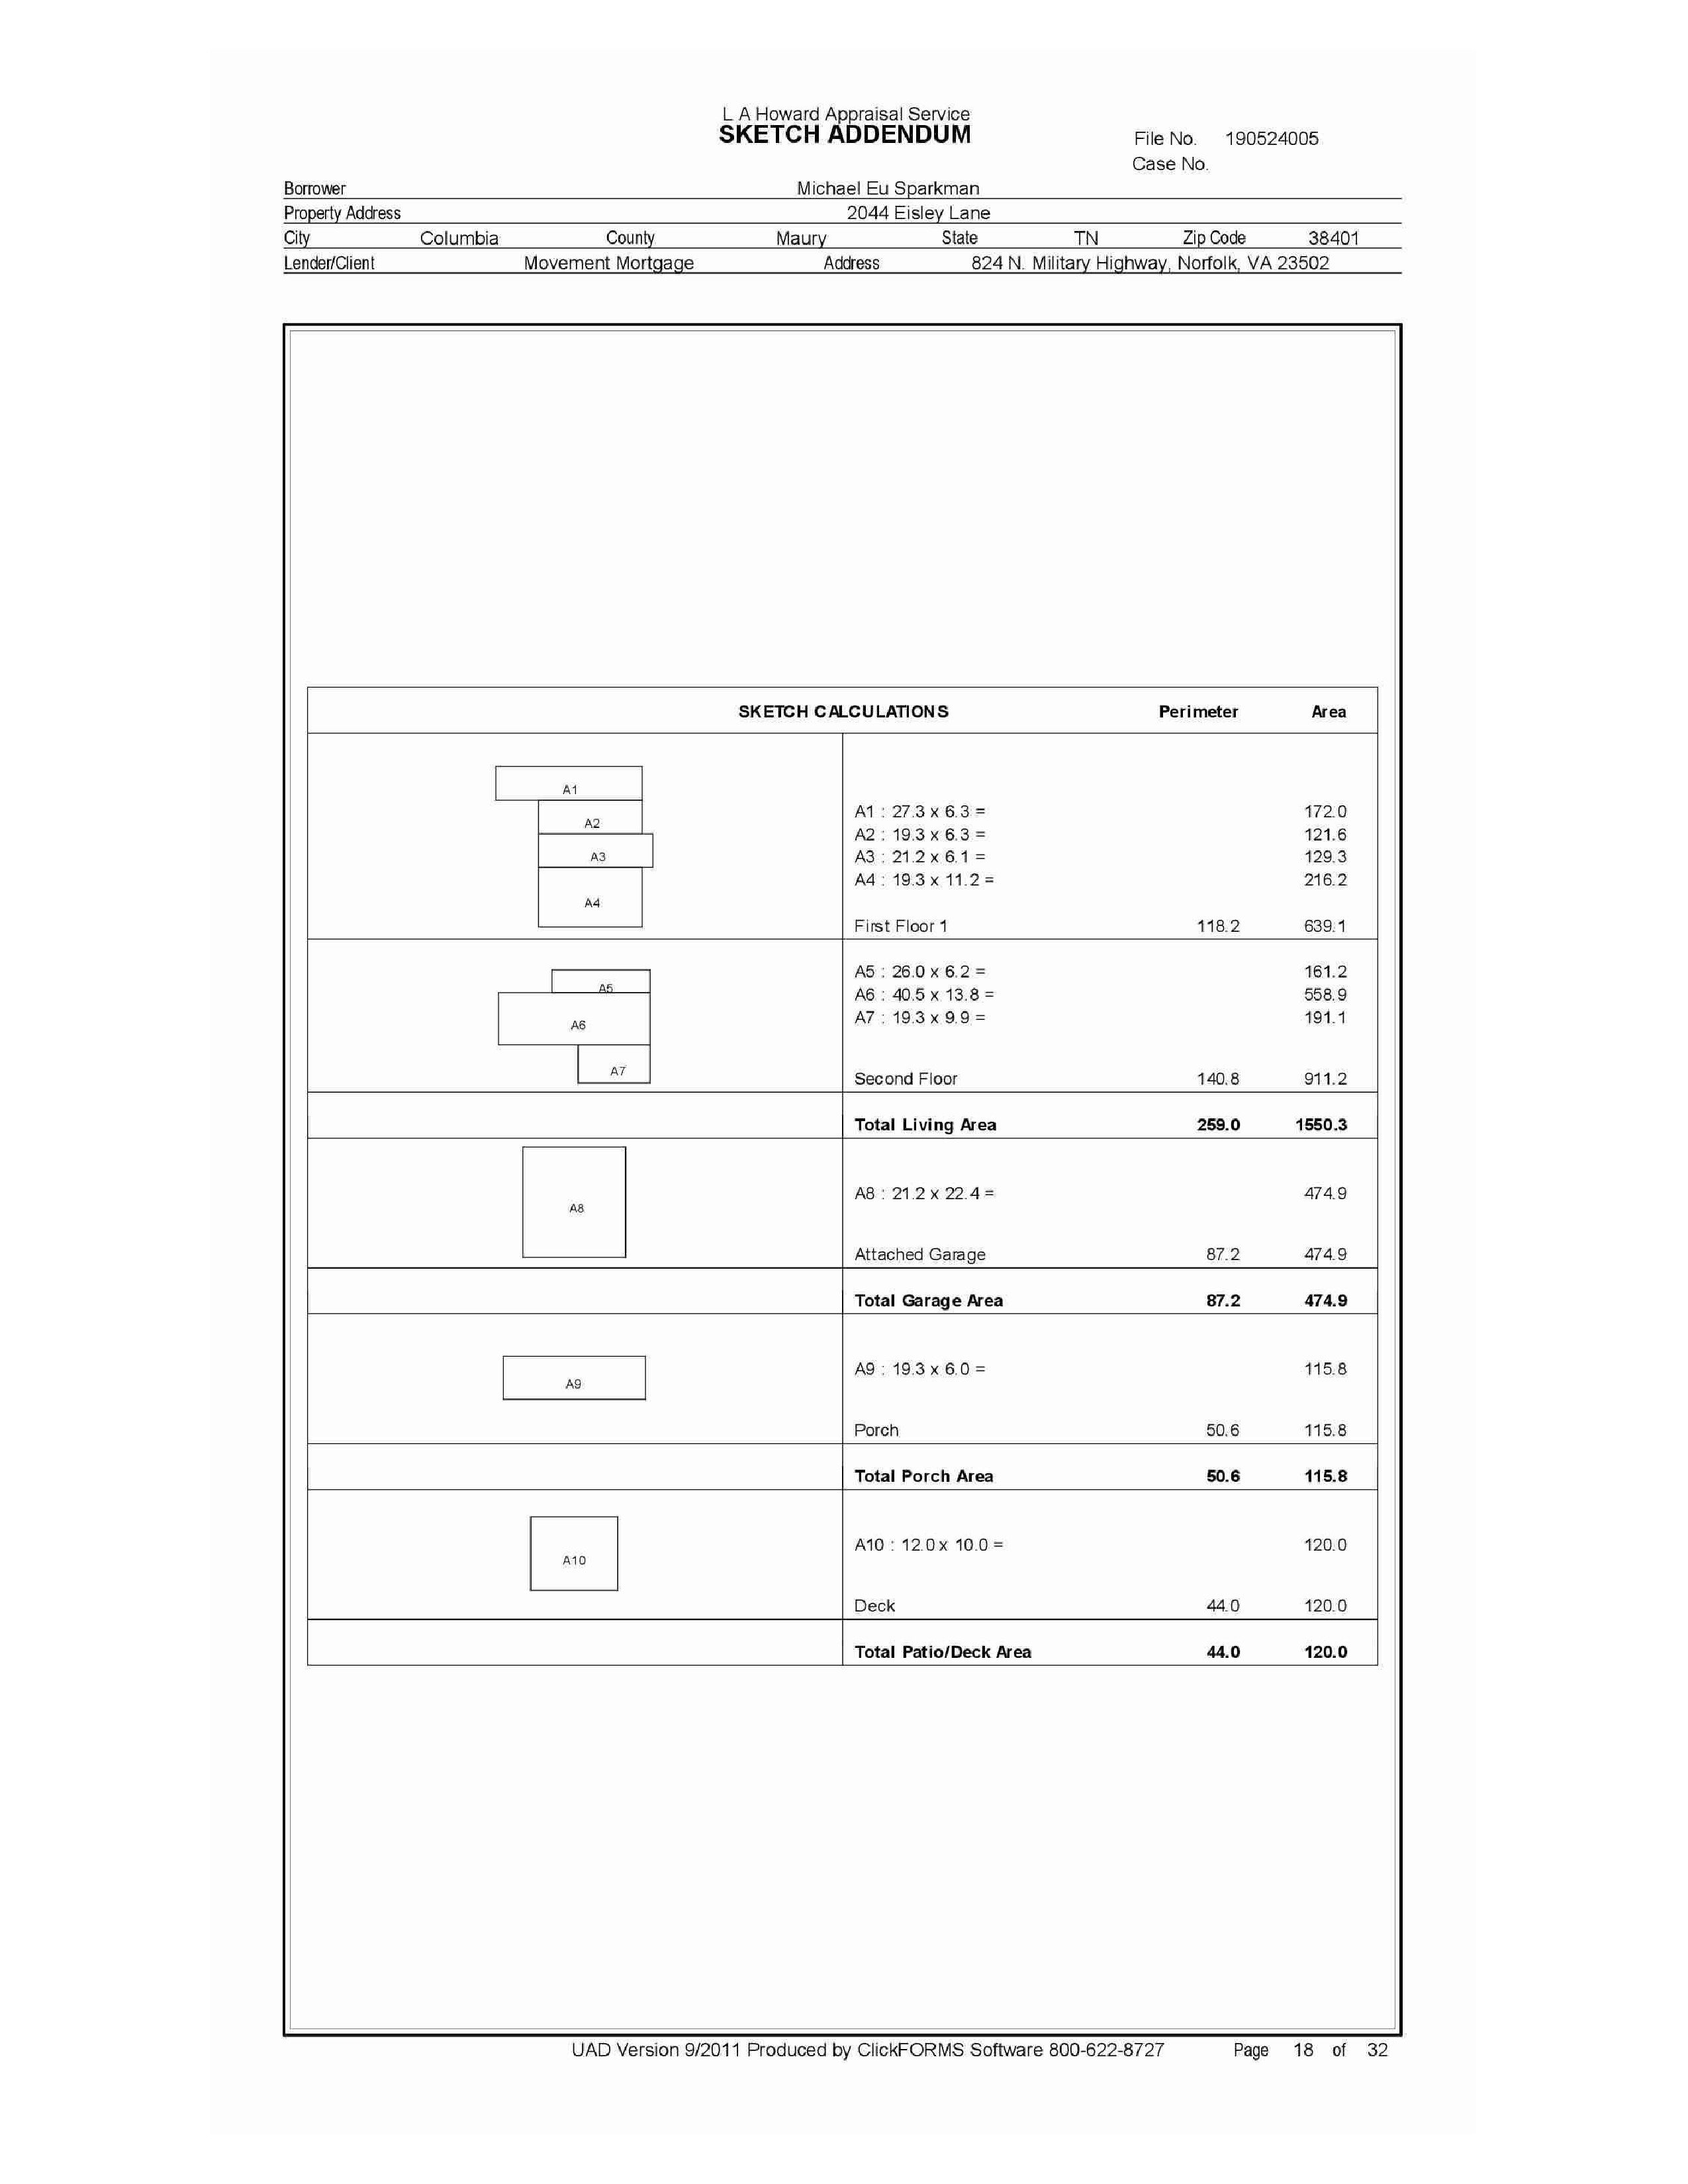 L A Howard Appraisal Service
SKETCH ADDENDUM
File No. 190524005
Case No.
Borrower Michael Eu Sparkman
Property Address 2044 Eisley Lane
City Columbia County Maury State TN Zip Code 38401
Lender/Client Movement Mortgage Address 824 N. Military Highway, Norfolk, VA 23502
SKETCH CALCULATIONS Perimeter Area
A1
A2
A3
A4
A1 : 27.3 x 6.3 = 172.0
A2 : 19.3 x 6.3 = 121.6
A3 : 21.2 x 6.1 = 129.3
A4 : 19.3 x 11.2 = 216.2
First Floor 1 118.2 639.1
A5
A6
A7
A5 : 26.0 x 6.2 = 161.2
A6 : 40.5 x 13.8 = 558.9
A7 : 19.3 x 9.9 = 191.1
Second Floor 140.8 911.2
Total Living Area 259.0 1550.3
A8
A8 : 21.2 x 22.4 = 474.9
Attached Garage 87.2 474.9
Total Garage Area 87.2 474.9
A9
A9 : 19.3 x 6.0 = 115.8
Porch 50.6 115.8
Total Porch Area 50.6 115.8
A10
A10 : 12.0 x 10.0 = 120.0
Deck 44.0 120.0
Total Patio/Deck Area 44.0 120.0
UAD Version 9/2011 Produced by ClickFORMS Software 800-622-8727 Page 18 of 32